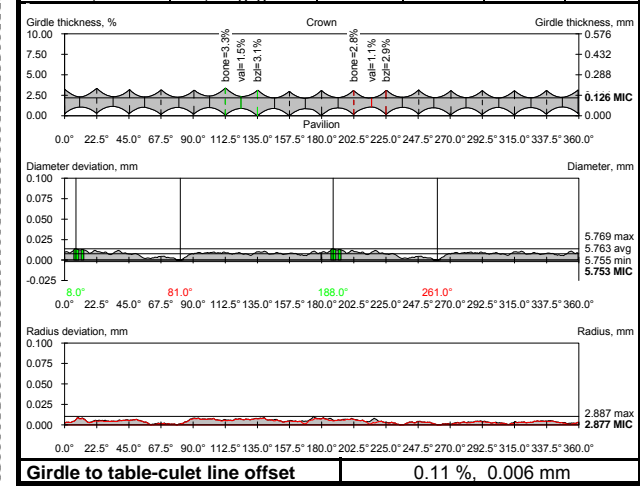 Girdle thickness, % Crown Girdle thickness, mm
10.00 0.576
7.50 0.432
5.00 0.288
2.50 0.126 MIC
0.00 0.000
bone=3.3% val=1.5% bzl=3.1% bone=2.8% val=1.1% bzl=2.9%
Pavilion
0.0° 22.5° 45.0° 67.5° 90.0° 112.5° 135.0° 157.5° 180.0° 202.5° 225.0° 247.5° 270.0° 292.5° 315.0° 337.5° 360.0°
Diameter deviation, mm Diameter, mm
0.100
0.075
0.050
0.025 5.769 max
5.763 avg
0.000 5.755 min
5.753 MIC
-0.025
8.0° 81.0° 188.0° 261.0°
0.0° 22.5° 45.0° 67.5° 90.0° 112.5° 135.0° 157.5° 180.0° 202.5° 225.0° 247.5° 270.0° 292.5° 315.0° 337.5° 360.0°
Radius deviation, mm Radius, mm
0.100
0.075
0.050
0.025
2.887 max
0.000 2.877 MIC
0.0° 22.5° 45.0° 67.5° 90.0° 112.5° 135.0° 157.5° 180.0° 202.5° 225.0° 247.5° 270.0° 292.5° 315.0° 337.5° 360.0°
Girdle to table-culet line offset 0.11 %, 0.006 mm